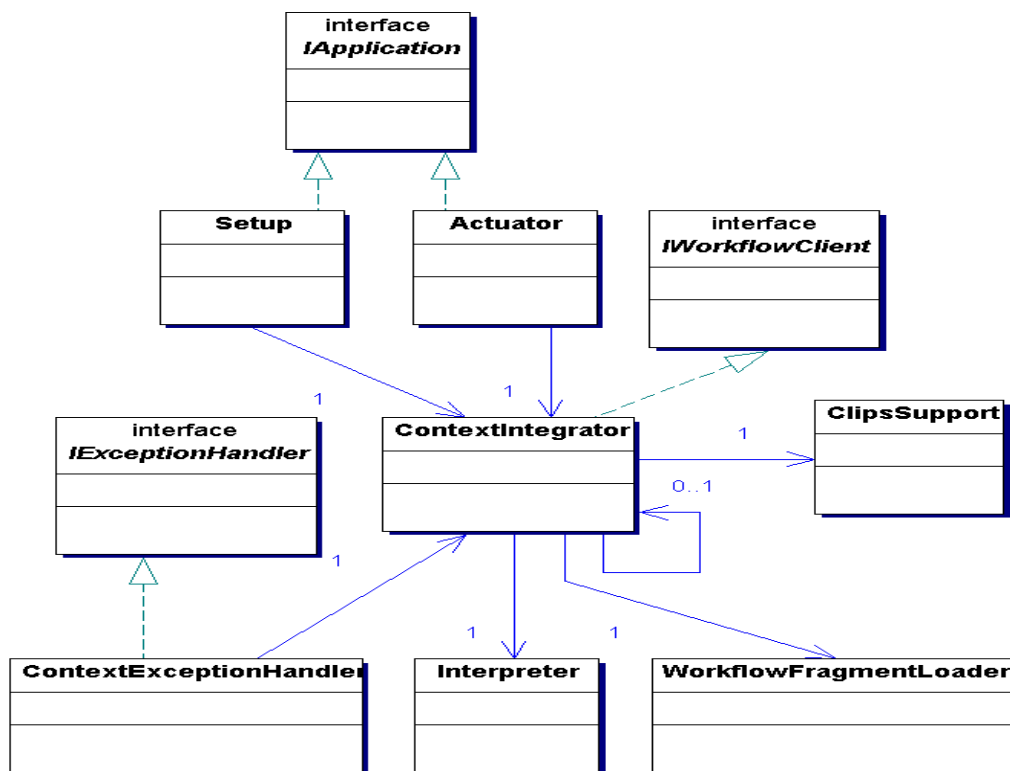 interface
IApplication
Setup
Actuator
interface
IWorkflowClient
1
1
interface
IExceptionHandler
ContextIntegrator
ClipsSupport
1
0..1
1
1
1
ContextExceptionHandler
Interpreter
WorkflowFragmentLoader